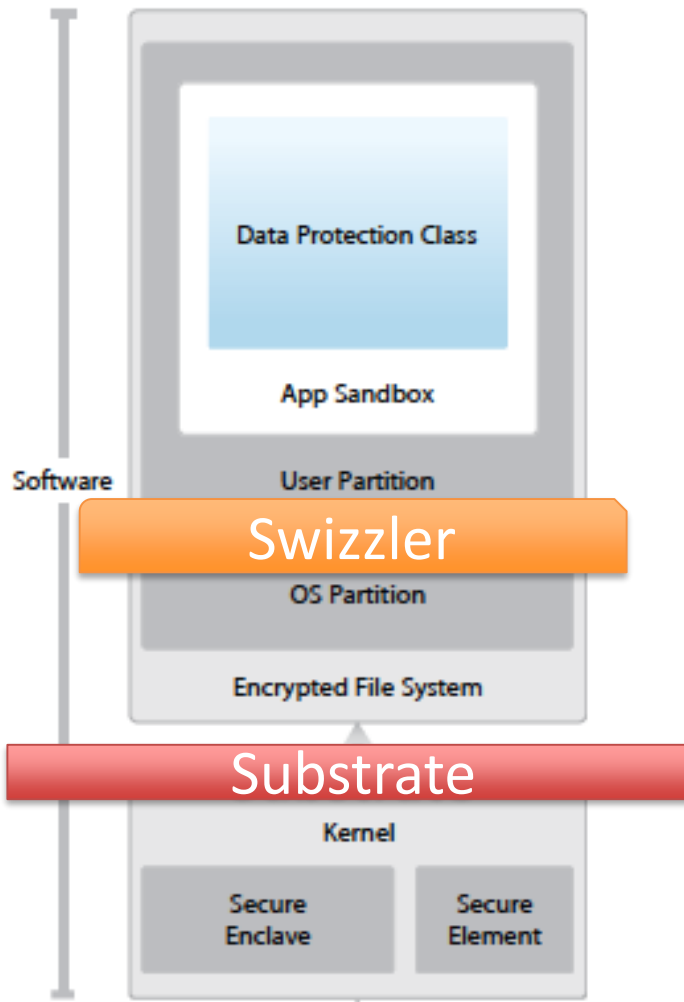 Data Protection Class
App Sandbox
Software
User Partition
Swizzler
OS Partition
Encrypted File System
Substrate
Kernel
Secure
Enclave
Secure
Element